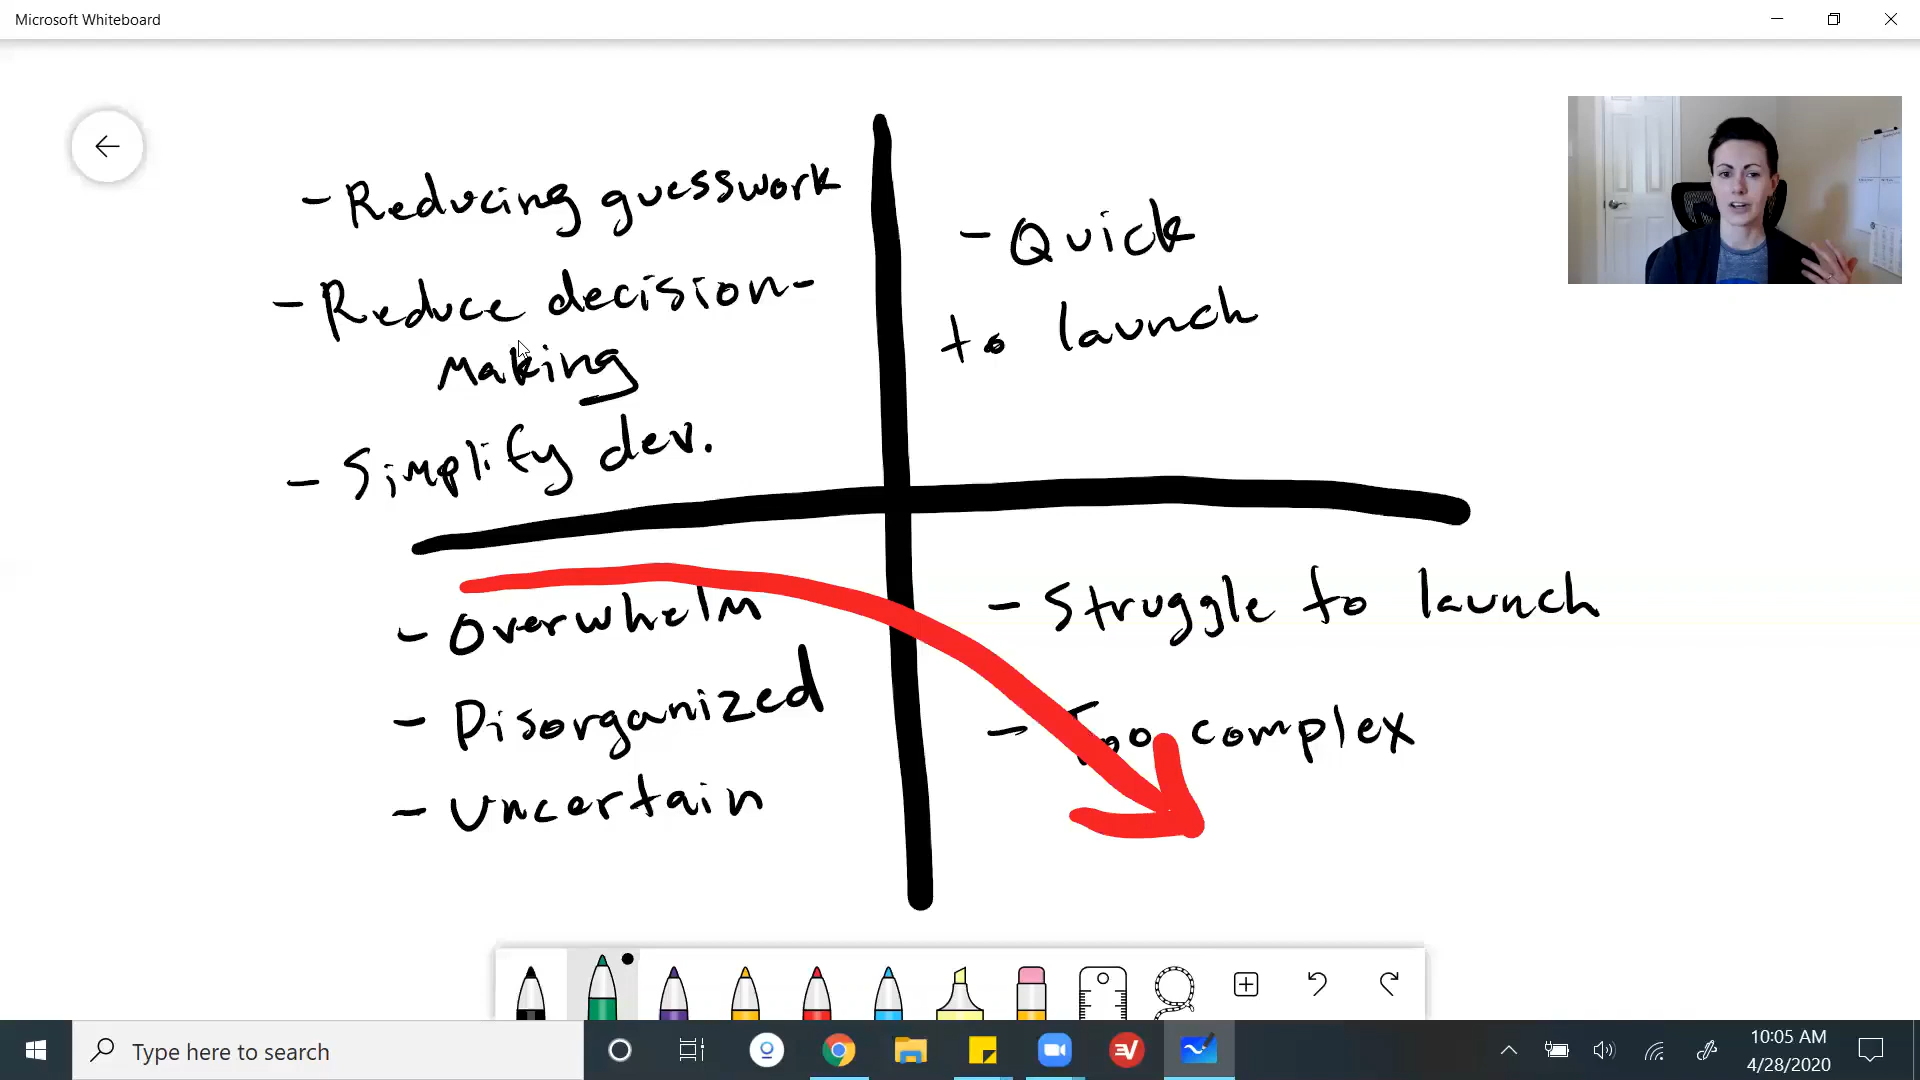 Microsoft Whiteboard
- Reducing guesswork
- Reduce decision-
making
- Simplify dev.
- Quick
to launch
- Overwhelm
- Disorganized
- Uncertain
- Struggle to launch
- Too complex
Type here to search
10:05 AM
4/28/2020